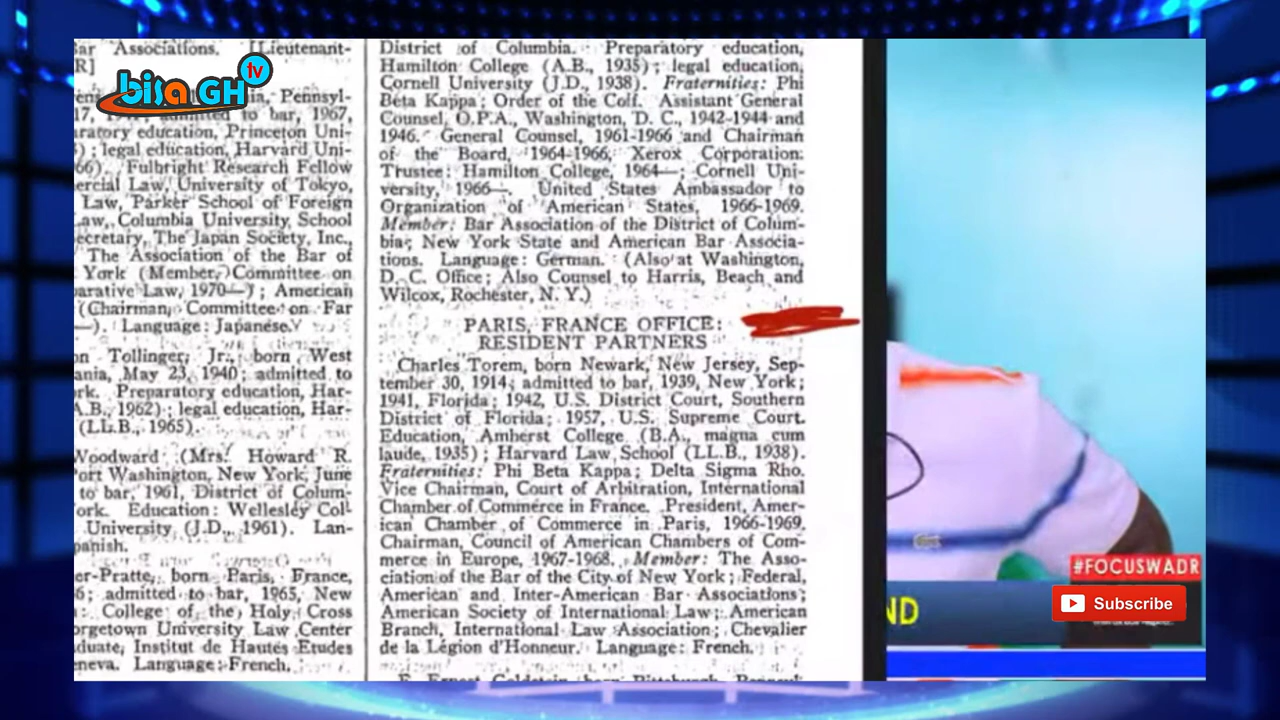 Bar Associations. [Lieutenant-
R]
bisa GH tv
ia, Pennsyl-
admitted to bar, 1967,
aratory education, Princeton Uni-
) ; legal education, Harvard Uni-
66). Fulbright Research Fellow
ercial Law, University of Tokyo,
Law, Parker School of Foreign
Law, Columbia University, School
ecretary, The Japan Society, Inc.,
The Association of the Bar of
York (Member, Committee on
parative Law, 1970—) ; American
(Chairman, Committee on Far
—). Language : Japanese.
on Tollinger, Jr., born West
ania, May 23, 1940 ; admitted to
rk. Preparatory education, Har-
A.B., 1962) ; legal education, Har-
(LL.B., 1965).
Woodward (Mrs. Howard R.
ort Washington, New York, June
to bar, 1961, District of Colum-
ork. Education : Wellesley Col-
University (J.D., 1961). Lan-
panish.
er-Pratte, born Paris, France,
6; admitted to bar, 1965, New
: College of the Holy Cross
orgetown University Law Center
duate, Institut de Hautes Etudes
neva. Language : French.
District of Columbia. Preparatory education,
Hamilton College (A.B., 1935) ; legal education,
Cornell University (J.D., 1938). Fraternities: Phi
Beta Kappa ; Order of the Coif. Assistant General
Counsel, O.P.A., Washington, D. C., 1942-1944 and
1946. General Counsel, 1961-1966 and Chairman
of the Board, 1964-1966, Xerox Corporation.
Trustee : Hamilton College, 1964— ; Cornell Uni-
versity, 1966—. United States Ambassador to
Organization of American States, 1966-1969.
Member: Bar Association of the District of Colum-
bia; New York State and American Bar Associa-
tions. Language : German. (Also at Washington,
D. C. Office ; Also Counsel to Harris, Beach and
Wilcox, Rochester, N. Y.)
PARIS, FRANCE OFFICE:
RESIDENT PARTNERS
Charles Torem, born Newark, New Jersey, Sep-
tember 30, 1914; admitted to bar, 1939, New York ;
1941, Florida ; 1942, U.S. District Court, Southern
District of Florida ; 1957, U.S. Supreme Court.
Education, Amherst College (B.A., magna cum
laude, 1935) ; Harvard Law School (LL.B., 1938).
Fraternities: Phi Beta Kappa ; Delta Sigma Rho.
Vice Chairman, Court of Arbitration, International
Chamber of Commerce in France. President, Amer-
ican Chamber of Commerce in Paris, 1966-1969.
Chairman, Council of American Chambers of Com-
merce in Europe, 1967-1968. Member: The Asso-
ciation of the Bar of the City of New York ; Federal,
American and Inter-American Bar Associations ;
American Society of International Law ; American
Branch, International Law Association ; Chevalier
de la Légion d'Honneur. Language : French.
#FOCUSWADR
ND
Subscribe